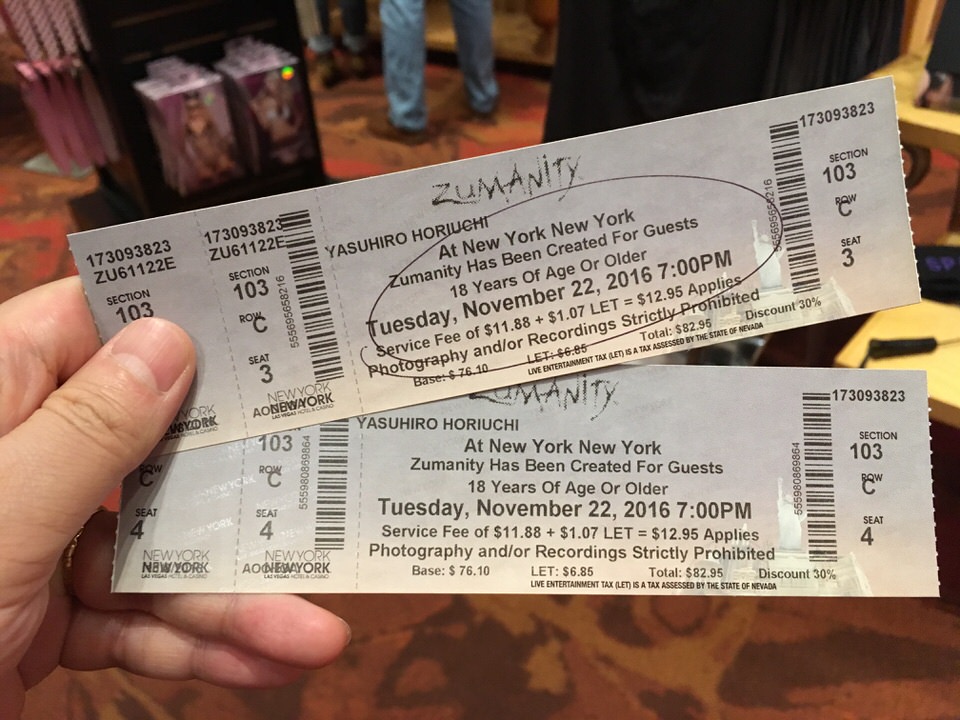 173093823
ZU61122E
SECTION
103
173093823
ZU61122E
SECTION
103
ROW
C
SEAT
3
NEW YORK
NEW YORK
LAS VEGAS HOTEL & CASINO
555695658216
ZUMANITY
YASUHIRO HORIUCHI
At New York New York
Zumanity Has Been Created For Guests
18 Years Of Age Or Older
Tuesday, November 22, 2016 7:00PM
Service Fee of $11.88 + $1.07 LET = $12.95 Applies
Photography and/or Recordings Strictly Prohibited
Base: $ 76.10 LET: $6.85 Total: $82.95 Discount 30%
LIVE ENTERTAINMENT TAX (LET) IS A TAX ASSESSED BY THE STATE OF NEVADA
555695658216
173093823
SECTION
103
ROW
C
SEAT
3
ROW
C
SEAT
4
NEW YORK
NEW YORK
LAS VEGAS HOTEL & CASINO
103
ROW
C
SEAT
4
NEW YORK
NEW YORK
LAS VEGAS HOTEL & CASINO
555980869864
ZUMANITY
YASUHIRO HORIUCHI
At New York New York
Zumanity Has Been Created For Guests
18 Years Of Age Or Older
Tuesday, November 22, 2016 7:00PM
Service Fee of $11.88 + $1.07 LET = $12.95 Applies
Photography and/or Recordings Strictly Prohibited
Base: $ 76.10 LET: $6.85 Total: $82.95 Discount 30%
LIVE ENTERTAINMENT TAX (LET) IS A TAX ASSESSED BY THE STATE OF NEVADA
555980869864
173093823
SECTION
103
ROW
C
SEAT
4